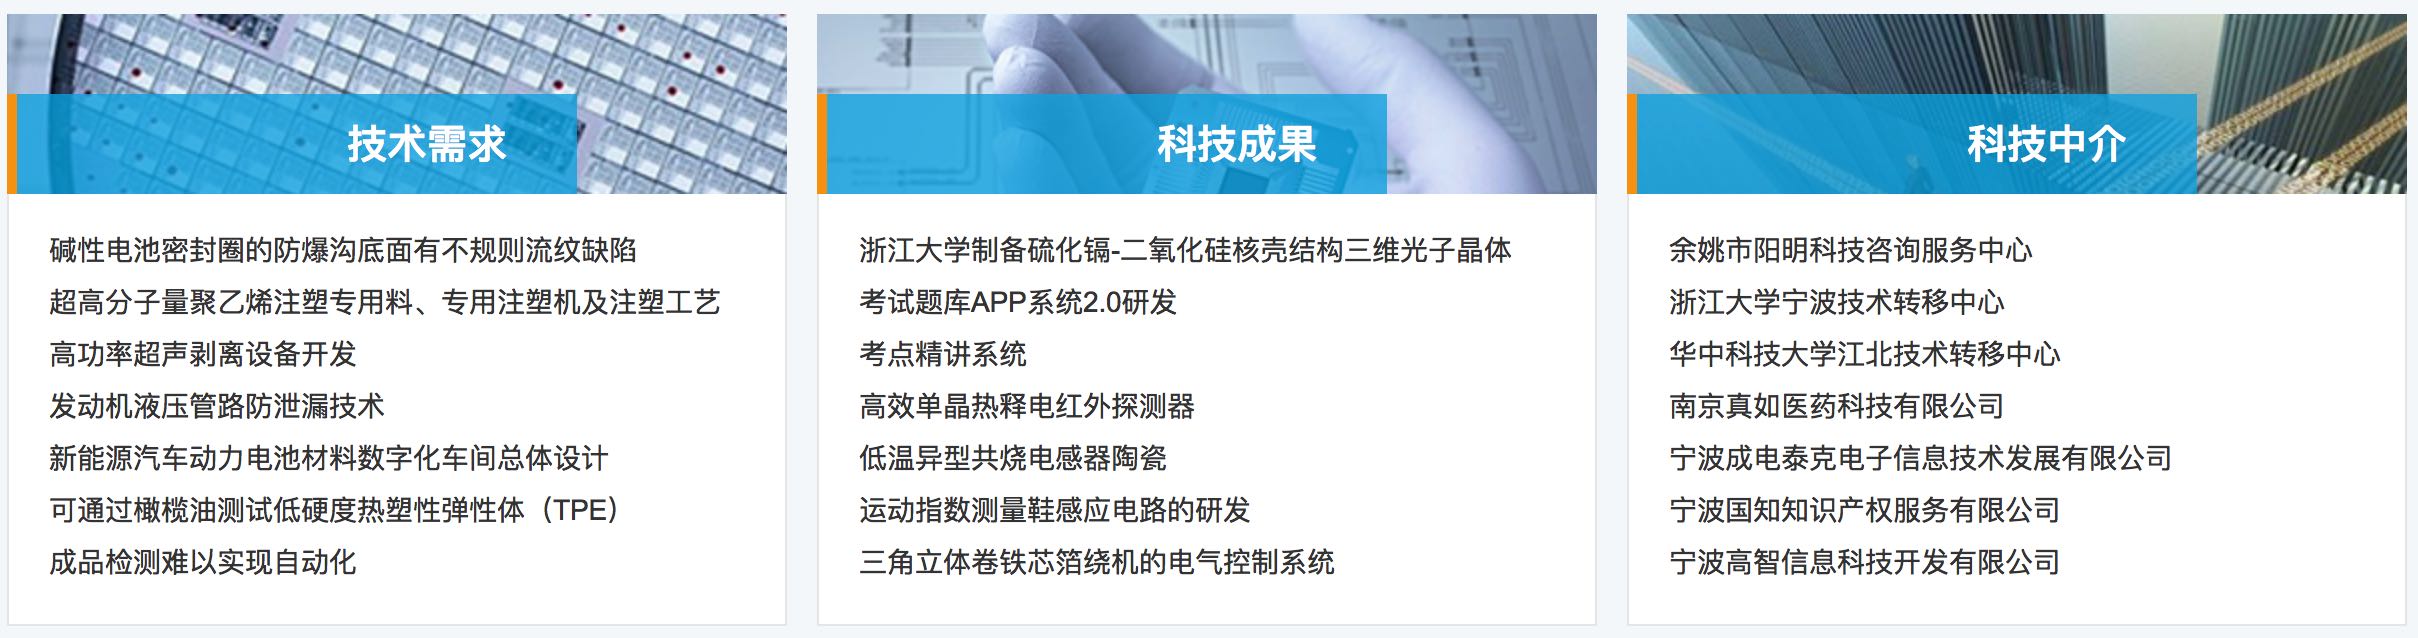 技术需求
碱性电池密封圈的防爆沟底面有不规则流纹缺陷
超高分子量聚乙烯注塑专用料、专用注塑机及注塑工艺
高功率超声剥离设备开发
发动机液压管路防泄漏技术
新能源汽车动力电池材料数字化车间总体设计
可通过橄榄油测试低硬度热塑性弹性体（TPE）
成品检测难以实现自动化
科技成果
浙江大学制备硫化镉-二氧化硅核壳结构三维光子晶体
考试题库APP系统2.0研发
考点精讲系统
高效单晶热释电红外探测器
低温异型共烧电感器陶瓷
运动指数测量鞋感应电路的研发
三角立体卷铁芯箔绕机的电气控制系统
科技中介
余姚市阳明科技咨询服务中心
浙江大学宁波技术转移中心
华中科技大学江北技术转移中心
南京真如医药科技有限公司
宁波成电泰克电子信息技术发展有限公司
宁波国知知识产权服务有限公司
宁波高智信息科技开发有限公司